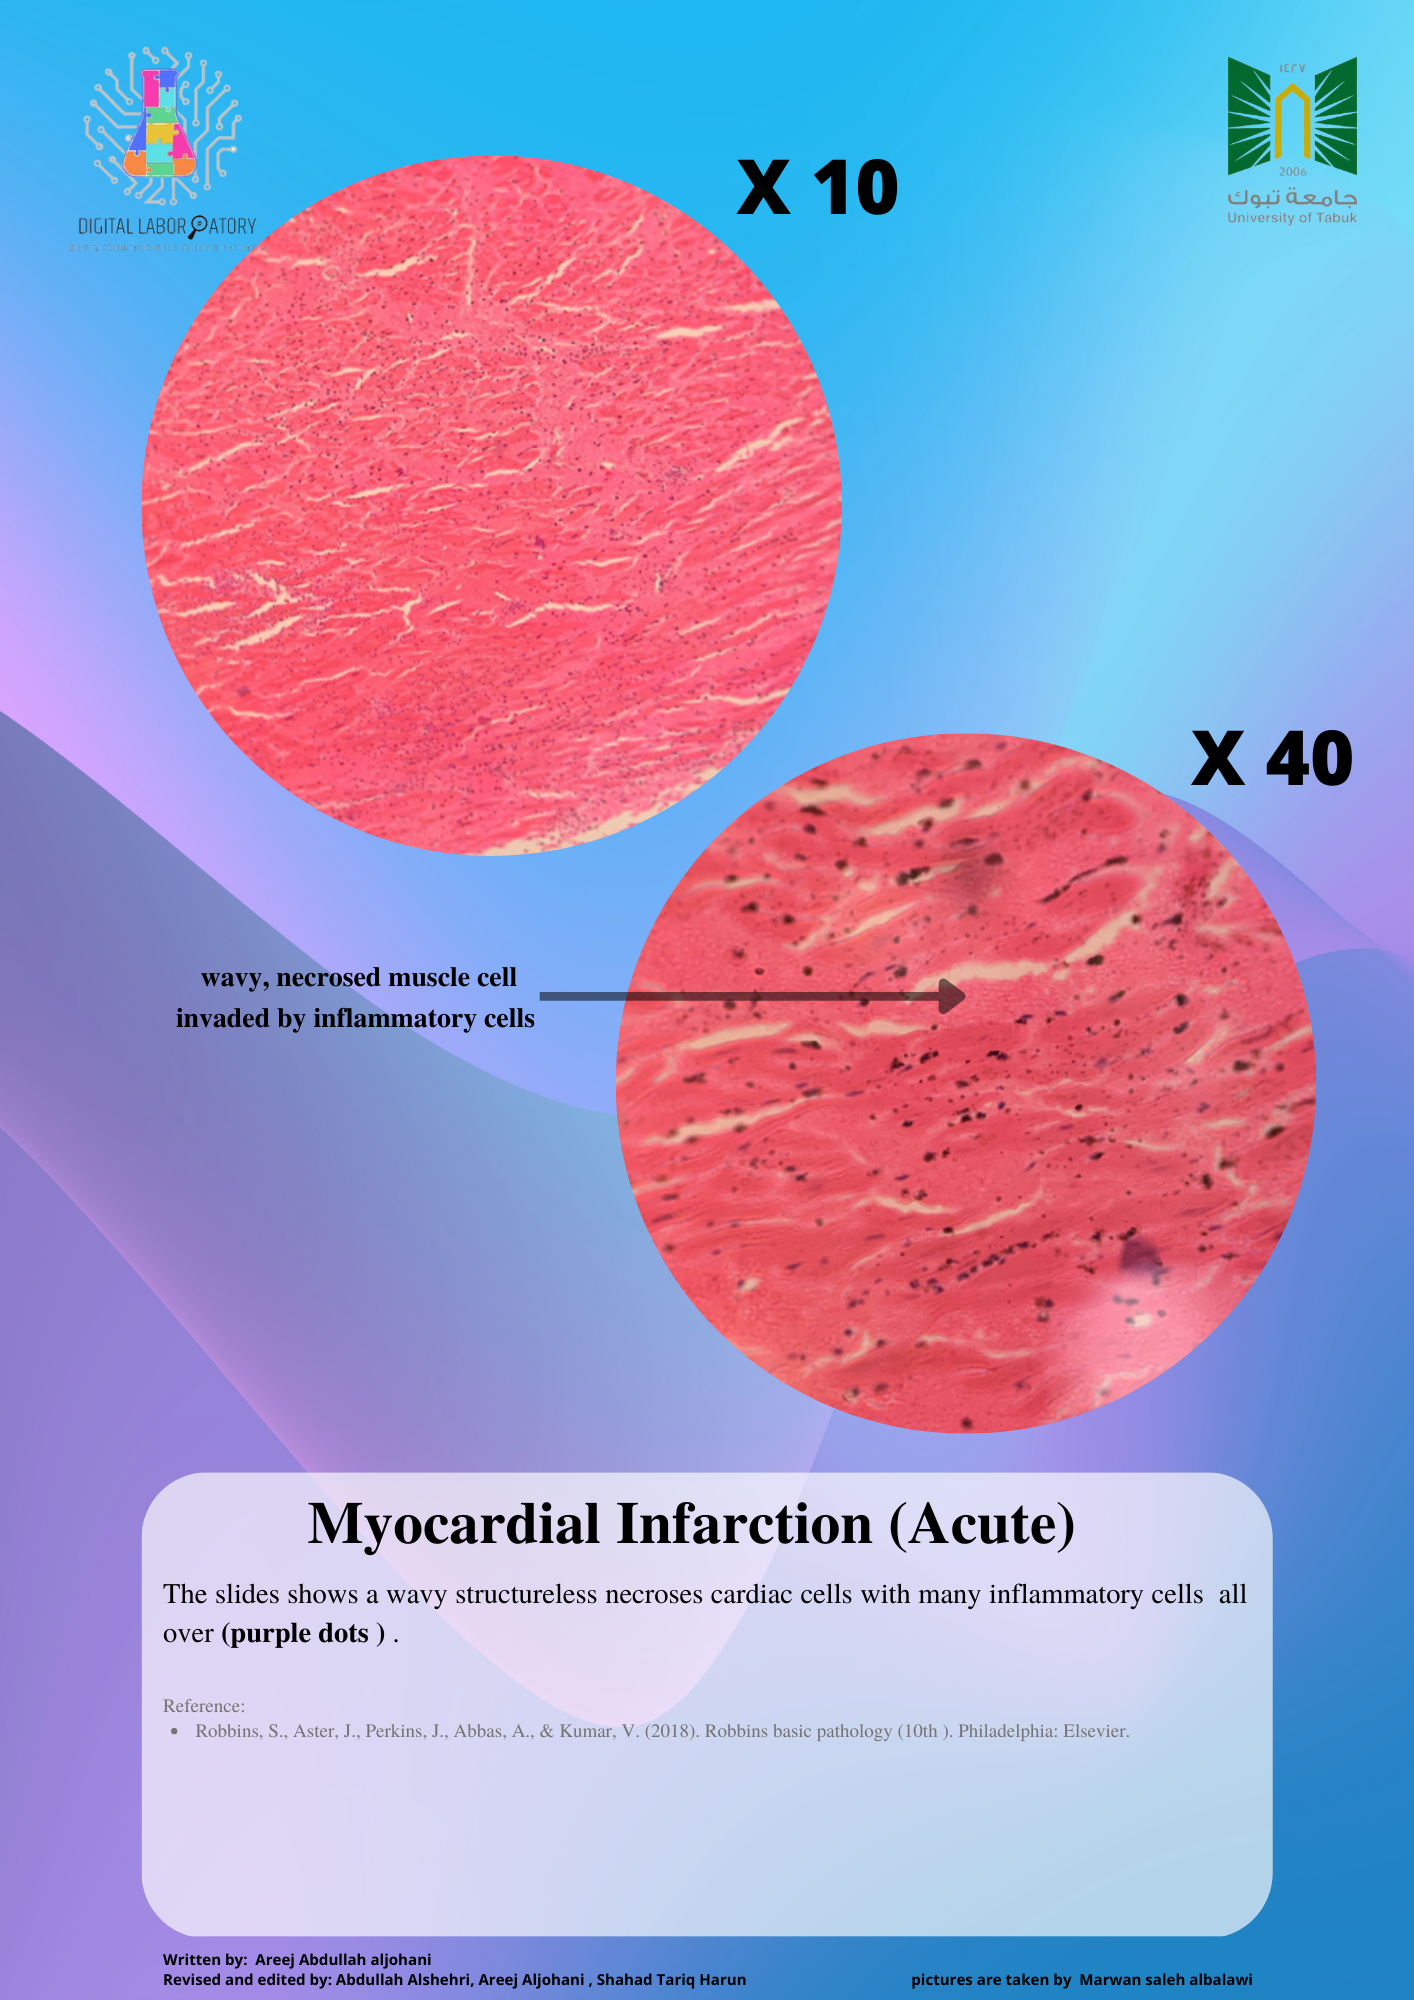 DIGITAL LABORATORY
١٤٢٧
2006
جامعة تبوك
University of Tabuk
X 10
X 40
wavy, necrosed muscle cell
invaded by inflammatory cells
Myocardial Infarction (Acute)
The slides shows a wavy structureless necroses cardiac cells with many inflammatory cells all
over (purple dots ) .
Reference:
• Robbins, S., Aster, J., Perkins, J., Abbas, A., & Kumar, V. (2018). Robbins basic pathology (10th ). Philadelphia: Elsevier.
Written by: Areej Abdullah aljohani
Revised and edited by: Abdullah Alshehri, Areej Aljohani , Shahad Tariq Harun
pictures are taken by Marwan saleh albalawi